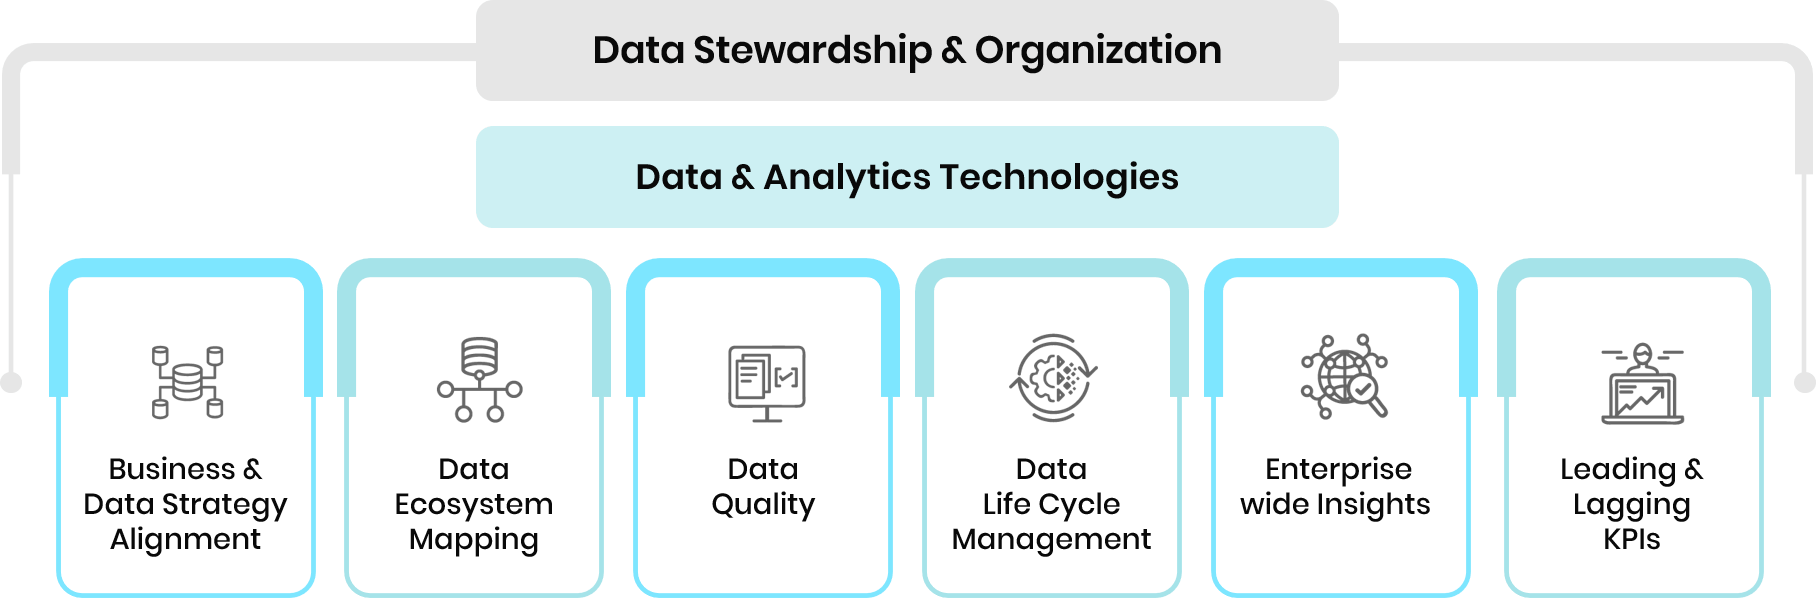 Data Stewardship & Organization
Data & Analytics Technologies
Business &
Data Strategy
Alignment
Data
Ecosystem
Mapping
Data
Quality
Data
Life Cycle
Management
Enterprise
wide Insights
Leading &
Lagging
KPIs